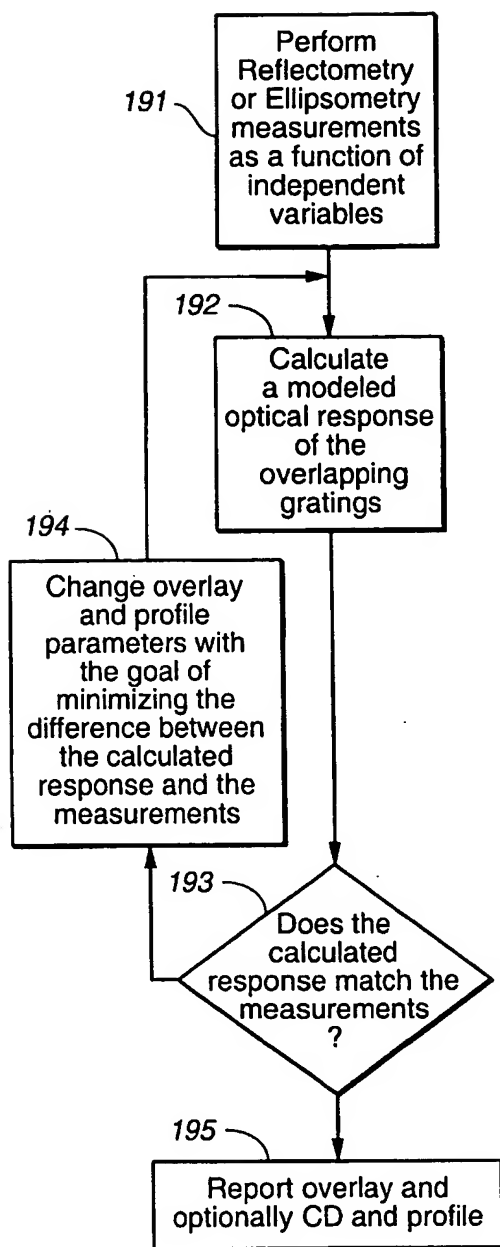 191
Perform
Reflectometry
or Ellipsometry
measurements
as a function of
independent
variables
192
Calculate
a modeled
optical response
of the
overlapping
gratings
194
Change overlay
and profile
parameters with
the goal of
minimizing the
difference between
the calculated
response and the
measurements
193
Does the
calculated
response match the
measurements
?
195
Report overlay and
optionally CD and profile